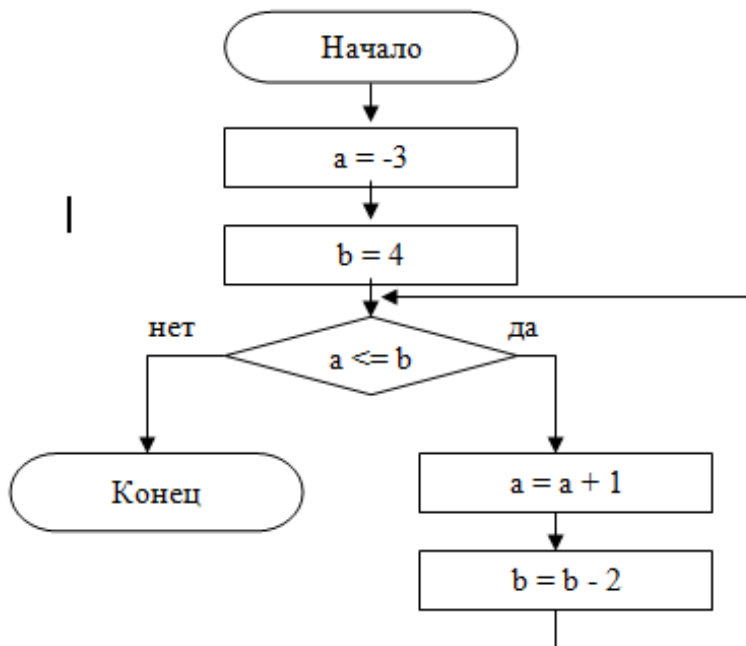 Начало
a = -3
b = 4
нет
да
a <= b
Конец
a = a + 1
b = b - 2